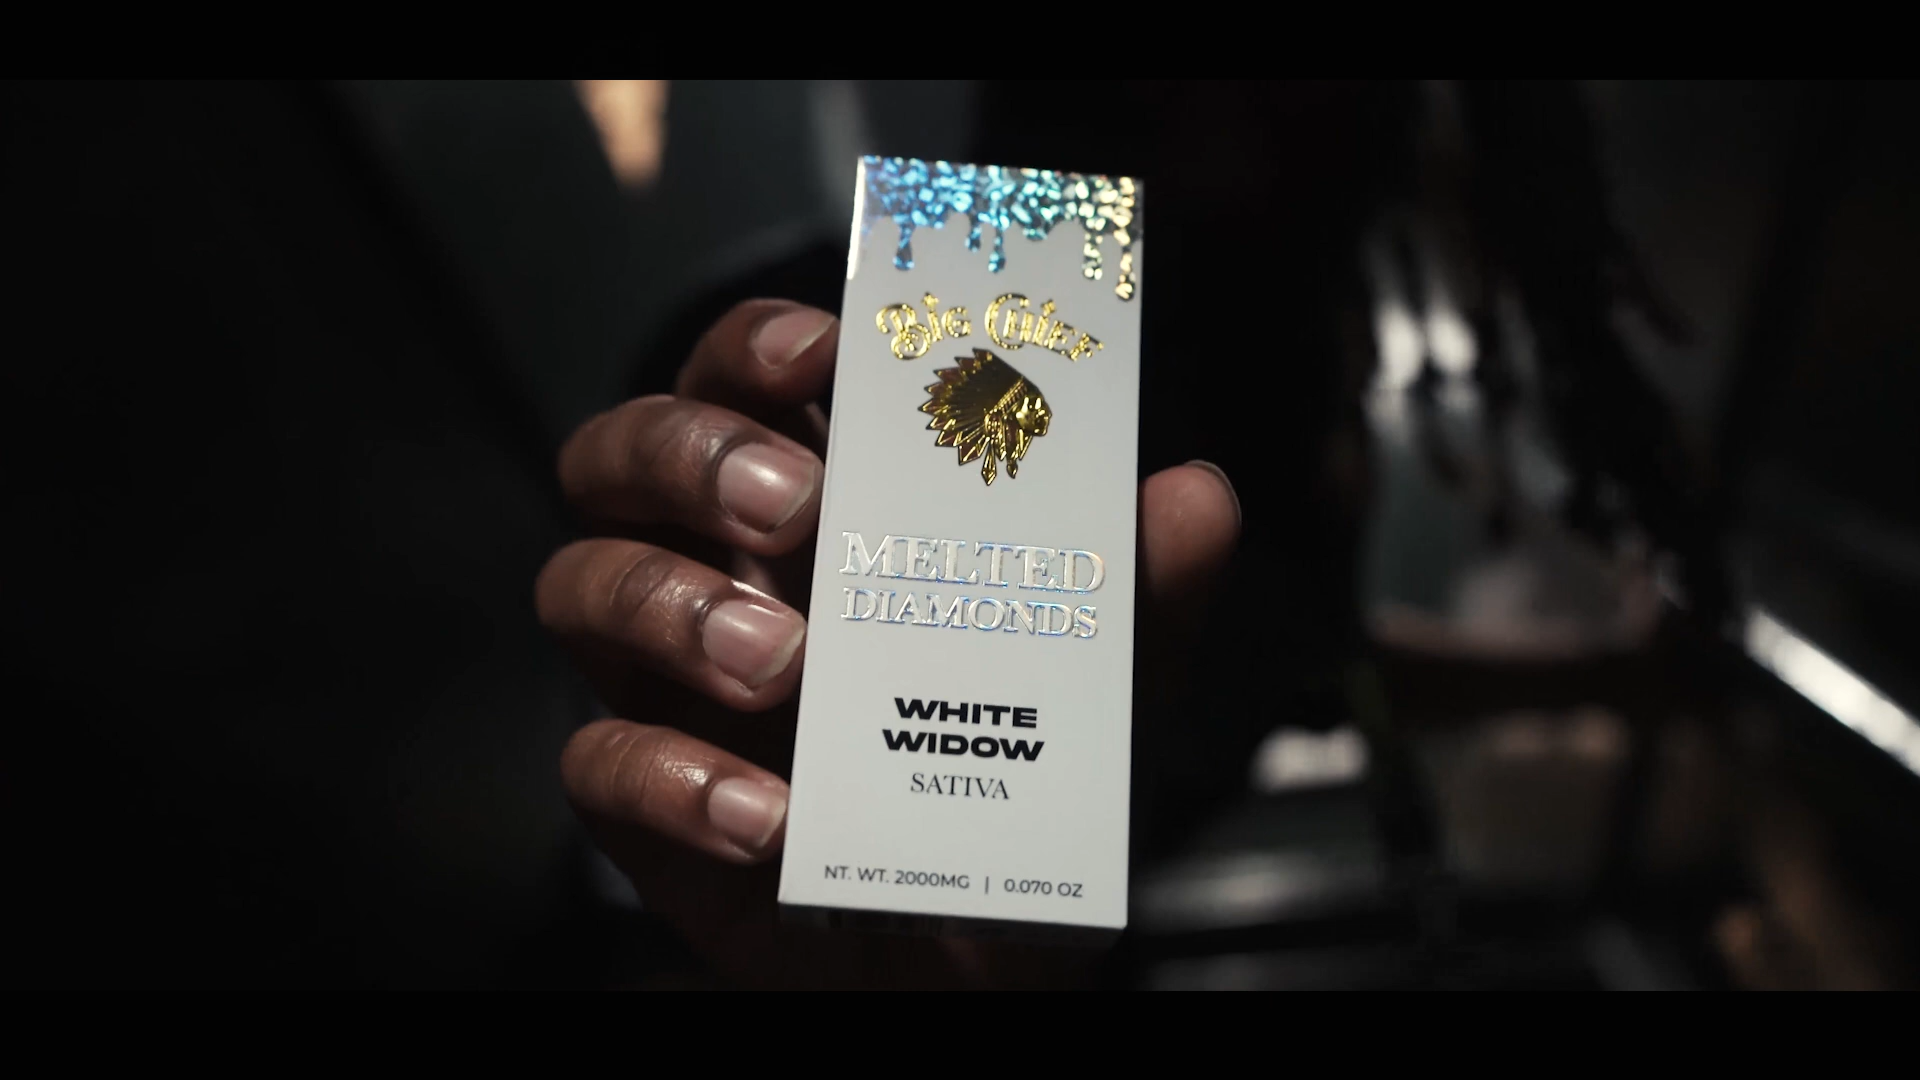 BIG CHIEF
MELTED
DIAMONDS
WHITE
WIDOW
SATIVA
NT. WT. 2000MG | 0.070 OZ